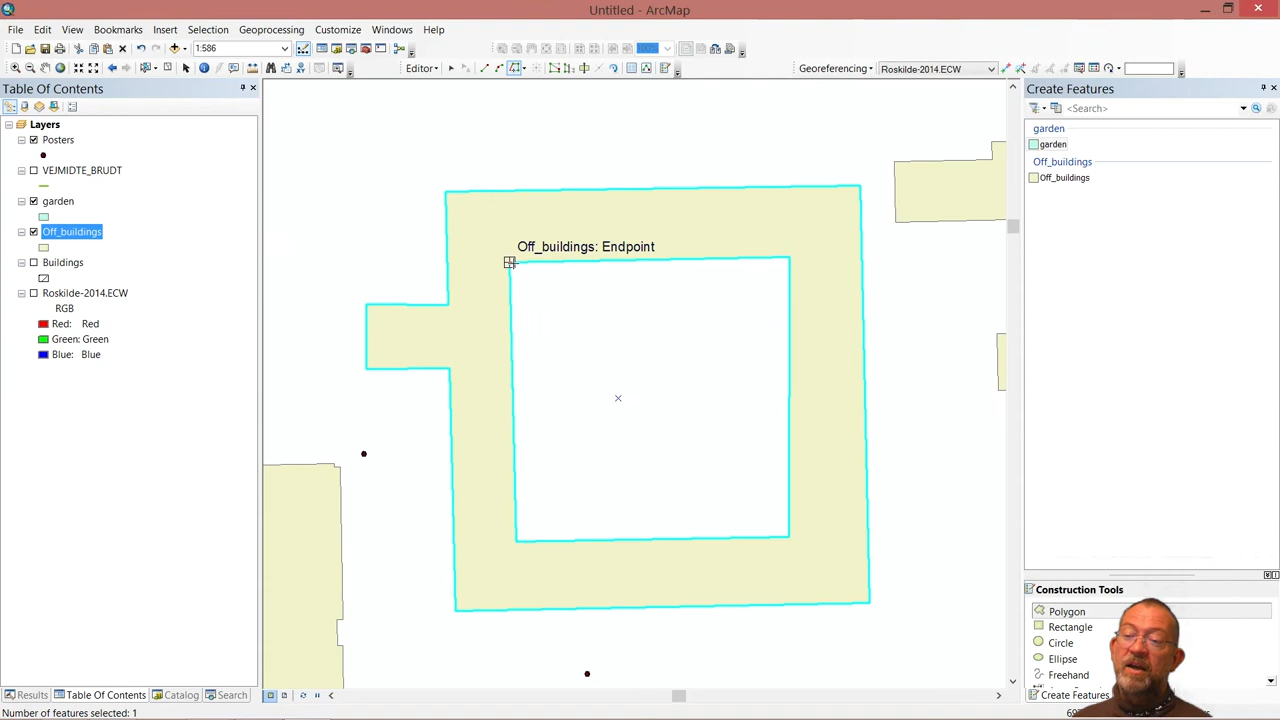 Untitled - ArcMap
File Edit View Bookmarks Insert Selection Geoprocessing Customize Windows Help
1:586
100%
Editor
Georeferencing
Roskilde-2014.ECW
Table Of Contents
Layers
Posters
VEJMIDTE_BRUDT
garden
Off_buildings
Buildings
Roskilde-2014.ECW
RGB
Red: Red
Green: Green
Blue: Blue
Results Table Of Contents Catalog Search
Number of features selected: 1
Off_buildings: Endpoint
Create Features
<Search>
garden
garden
Off_buildings
Off_buildings
Construction Tools
Polygon
Rectangle
Circle
Ellipse
Freehand
Create Features